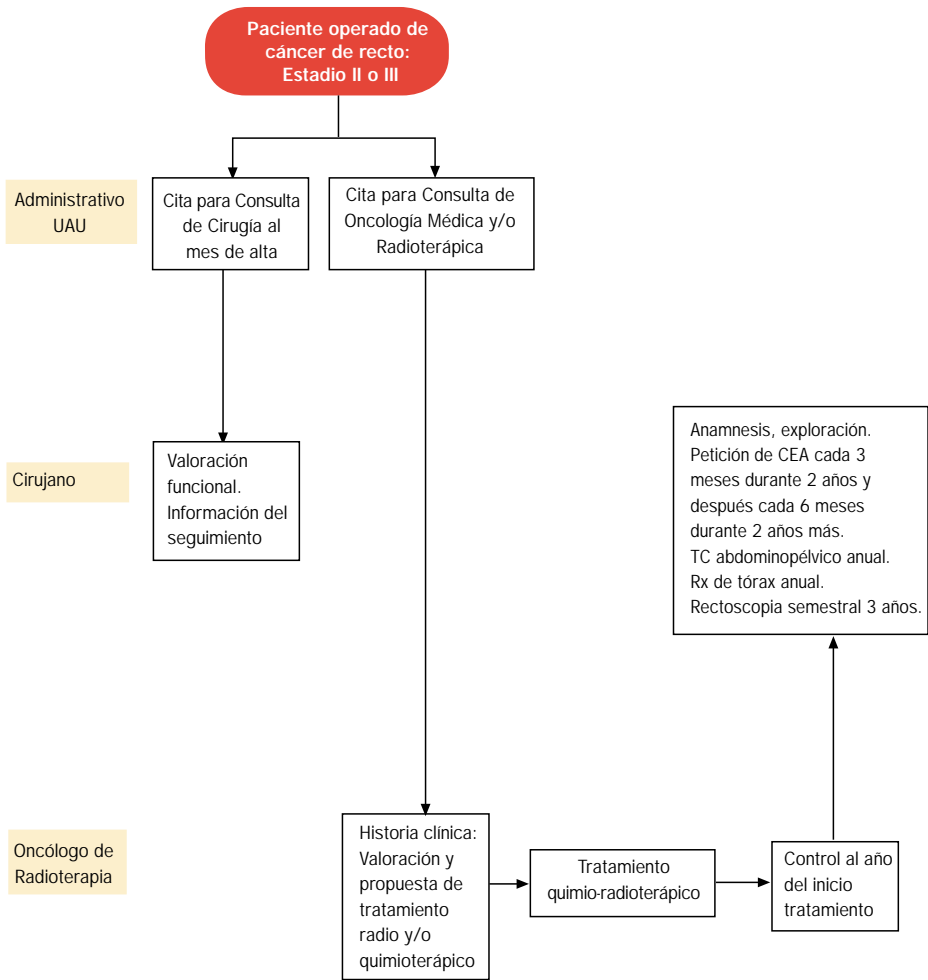 Paciente operado de
cáncer de recto:
Estadio II o III
Administrativo
UAU
Cita para Consulta
de Cirugía al
mes de alta
Cita para Consulta de
Oncología Médica y/o
Radioterápica
Cirujano
Valoración
funcional.
Información del
seguimiento
Anamnesis, exploración.
Petición de CEA cada 3
meses durante 2 años y
después cada 6 meses
durante 2 años más.
TC abdominopélvico anual.
Rx de tórax anual.
Rectoscopia semestral 3 años.
Oncólogo de
Radioterapia
Historia clínica:
Valoración y
propuesta de
tratamiento
radio y/o
quimioterápico
Tratamiento
quimio-radioterápico
Control al año
del inicio
tratamiento